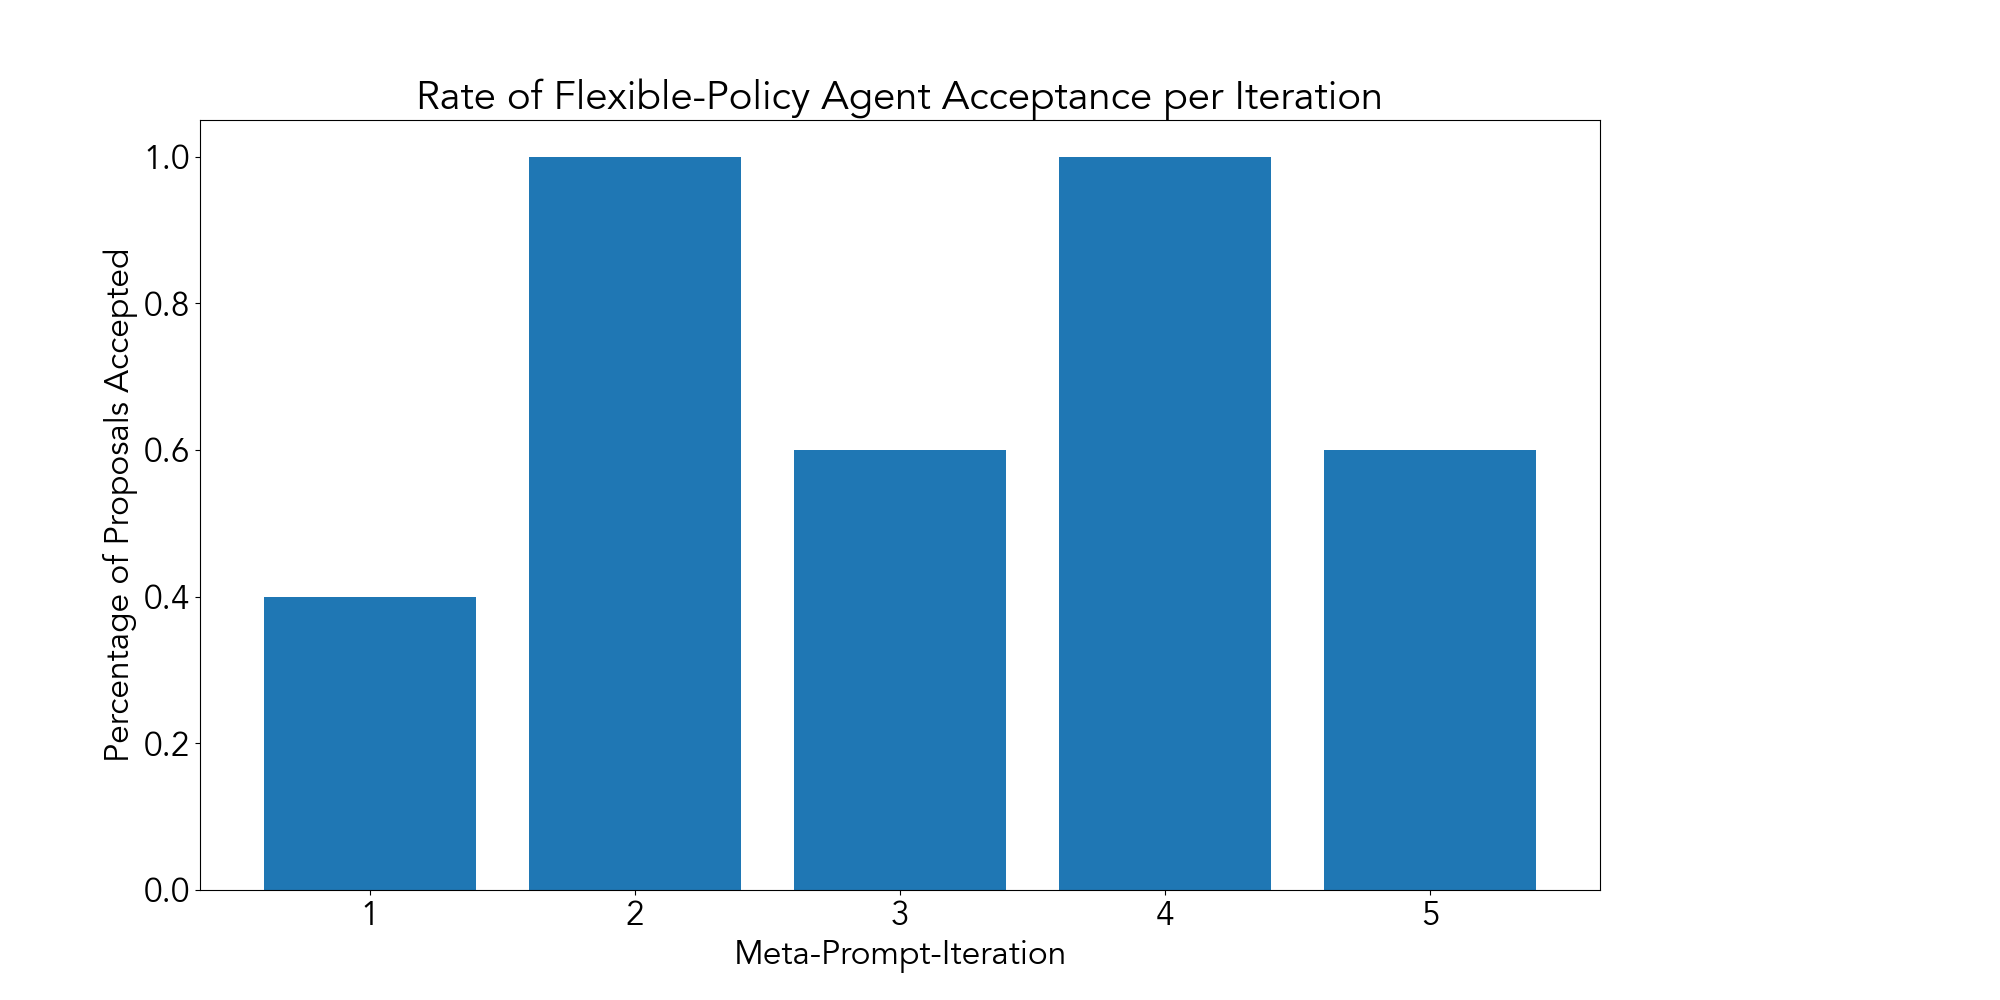 Rate of Flexible-Policy Agent Acceptance per Iteration
Percentage of Proposals Accepted
1.0
0.8
0.6
0.4
0.2
0.0
1 2 3 4 5
Meta-Prompt-Iteration